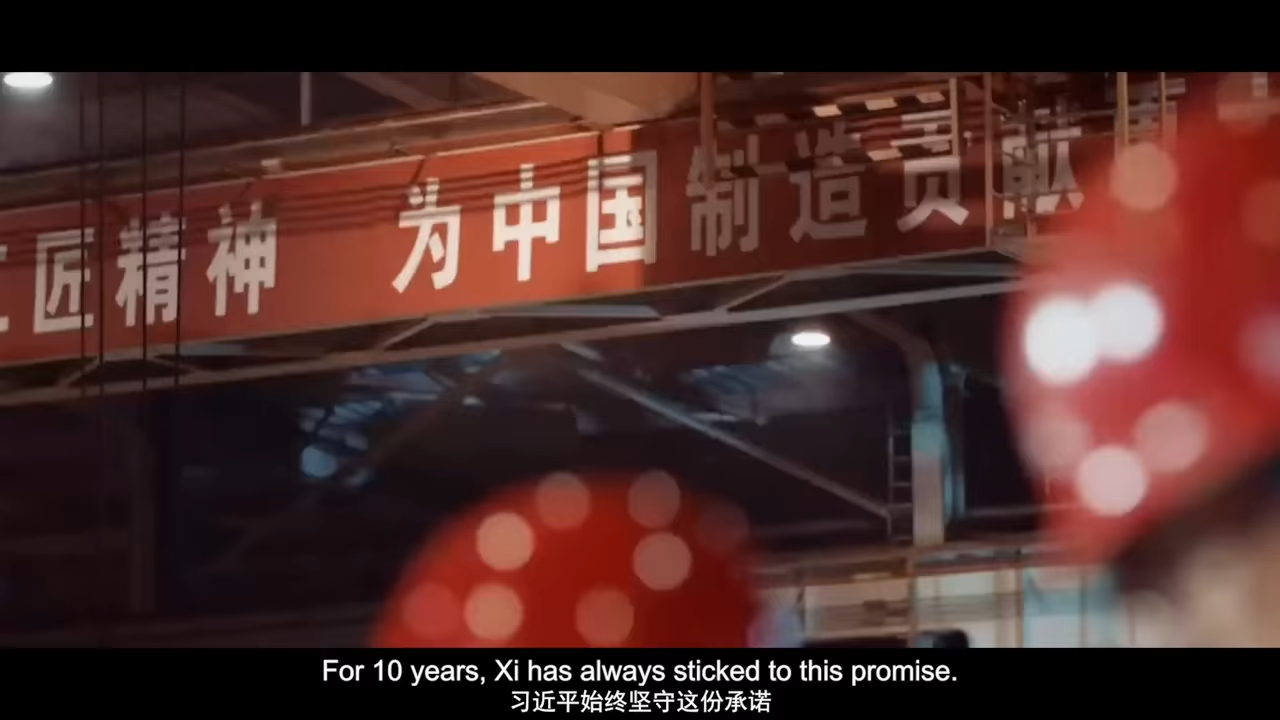 匠精神 为中国制造贡献
For 10 years, Xi has always sticked to this promise.
习近平始终坚守这份承诺